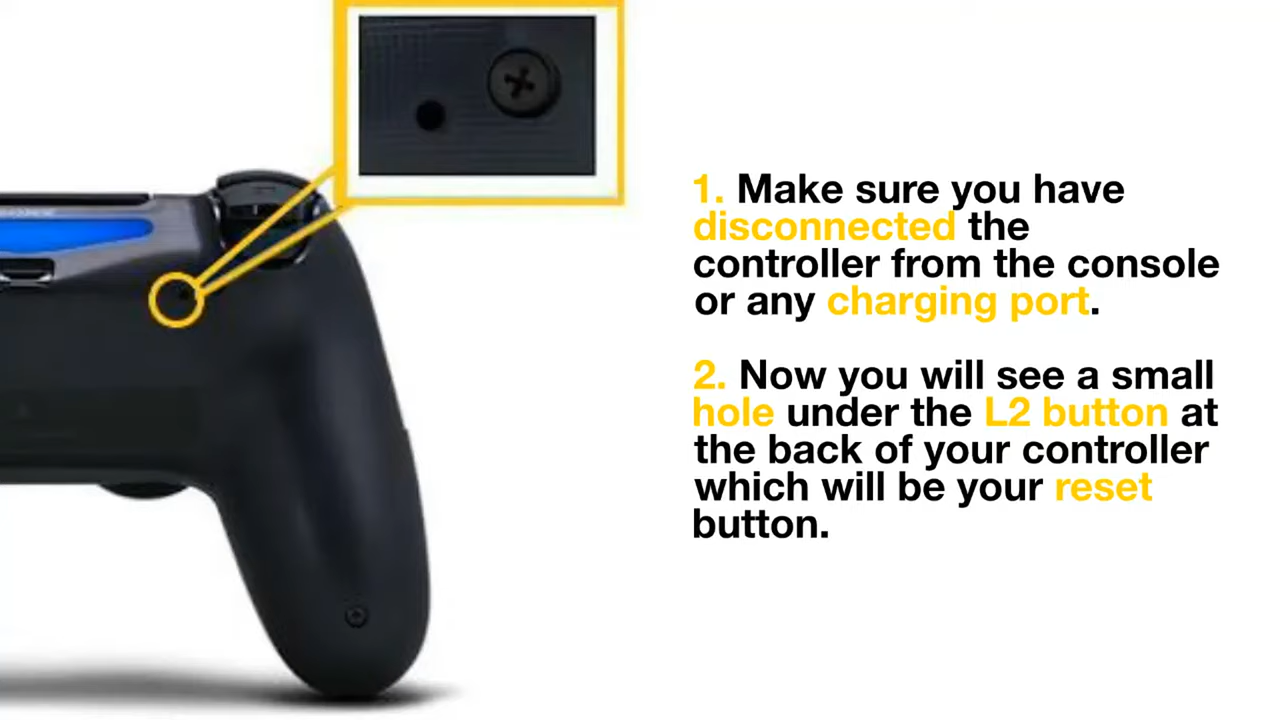 1. Make sure you have
disconnected the
controller from the console
or any charging port.
2. Now you will see a small
hole under the L2 button at
the back of your controller
which will be your reset
button.